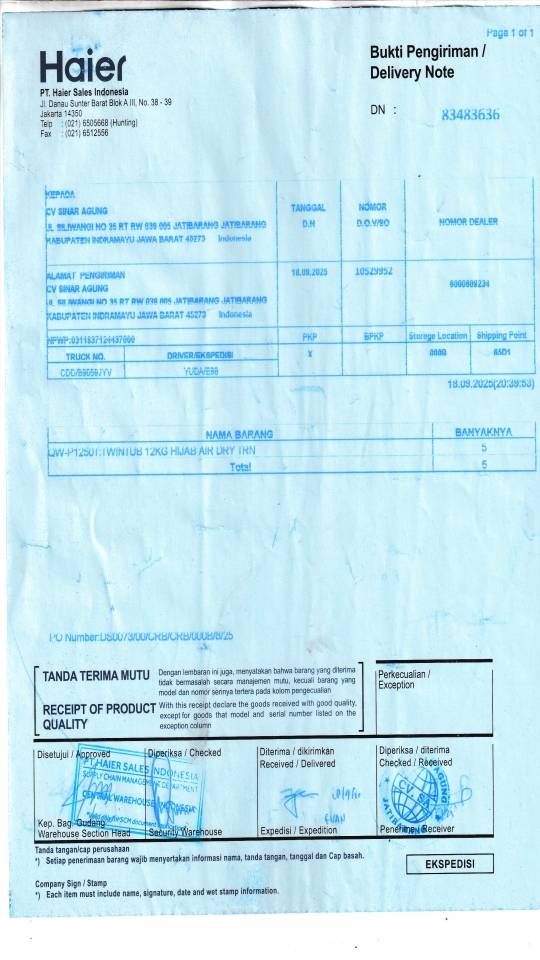 Page 1 of 1
Haier
Bukti Pengiriman /
Delivery Note
PT. Haier Sales Indonesia
Jl. Danau Sunter Barat Blok A III, No. 38 - 39
Jakarta 14350
Telp : (021) 6505668 (Hunting)
Fax : (021) 6512556
DN : 83483636
KEPADA
CV SINAR AGUNG
JL SILIWANGI NO 35 RT RW 039 005 JATIBARANG JATIBARANG
KABUPATEN INDRAMAYU JAWA BARAT 45273 Indonesia
TANGGAL
D.N
NOMOR
D.O.V/SO
NOMOR DEALER
ALAMAT PENGIRIMAN
CV SINAR AGUNG
JL SILIWANGI NO 35 RT RW 039 005 JATIBARANG JATIBARANG
KABUPATEN INDRAMAYU JAWA BARAT 45273 Indonesia
18.09.2025
10529952
NPWP:0311837124437000
PKP
BPKP
Storege Location
Shipping Point
TRUCK NO.
DRIVER/EKSPEDISI
X
000B
65D1
CDD/B9059JYV
YUDA/E99
18.09.2025(20:39:53)
NAMA BARANG
BANYAKNYA
QW-P1250T:TWINTUB 12KG HIJAB AIR DRY TRN
5
Total
5
PO Number:DS0073/00/CRB/CRB/000B/8/25
TANDA TERIMA MUTU
Dengan lembaran ini juga, menyatakan bahwa barang yang diterima
tidak bermasalah secara manajemen mutu, kecuali barang yang
model dan nomor serinya tertera pada kolom pengecualian
RECEIPT OF PRODUCT
QUALITY
With this receipt declare the goods received with good quality,
except for goods that model and serial number listed on the
exception column
Perkecualian /
Exception
Disetujui / Approved
Diperiksa / Checked
Diterima / dikirimkan
Received / Delivered
Diperiksa / diterima
Checked / Received
PT HAIER SALES INDONESIA
SUPPLY CHAIN MANAGEMENT DEPARTMENT
CENTRAL WAREHOUSE INDONESIA
CV SA
AGUNG
Kep. Bag. Gudang
Warehouse Section Head
Security Warehouse
Expedisi / Expedition
Penerima / Receiver
Tanda tangan/cap perusahaan
*) Setiap penerimaan barang wajib menyertakan informasi nama, tanda tangan, tanggal dan Cap basah.
EKSPEDISI
Company Sign / Stamp
*) Each item must include name, signature, date and wet stamp information.